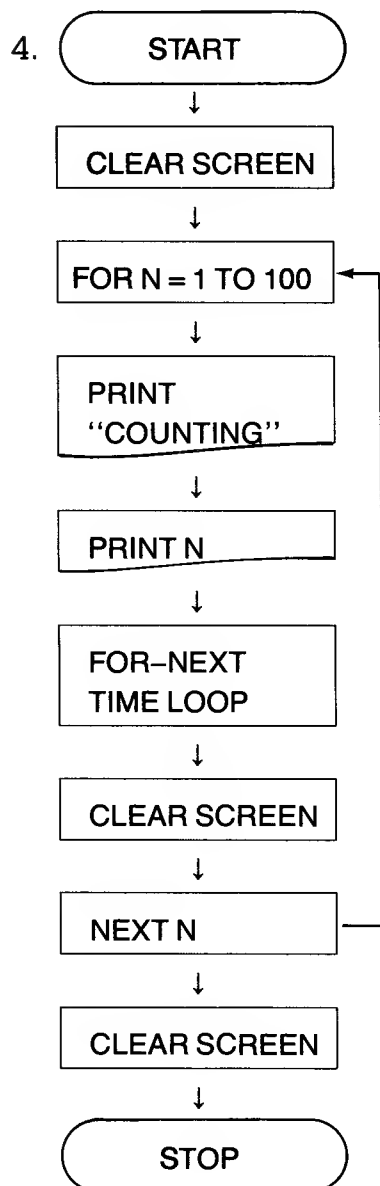 4. START
CLEAR SCREEN
FOR N = 1 TO 100
PRINT
‘‘COUNTING’’
PRINT N
FOR–NEXT
TIME LOOP
CLEAR SCREEN
NEXT N
CLEAR SCREEN
STOP